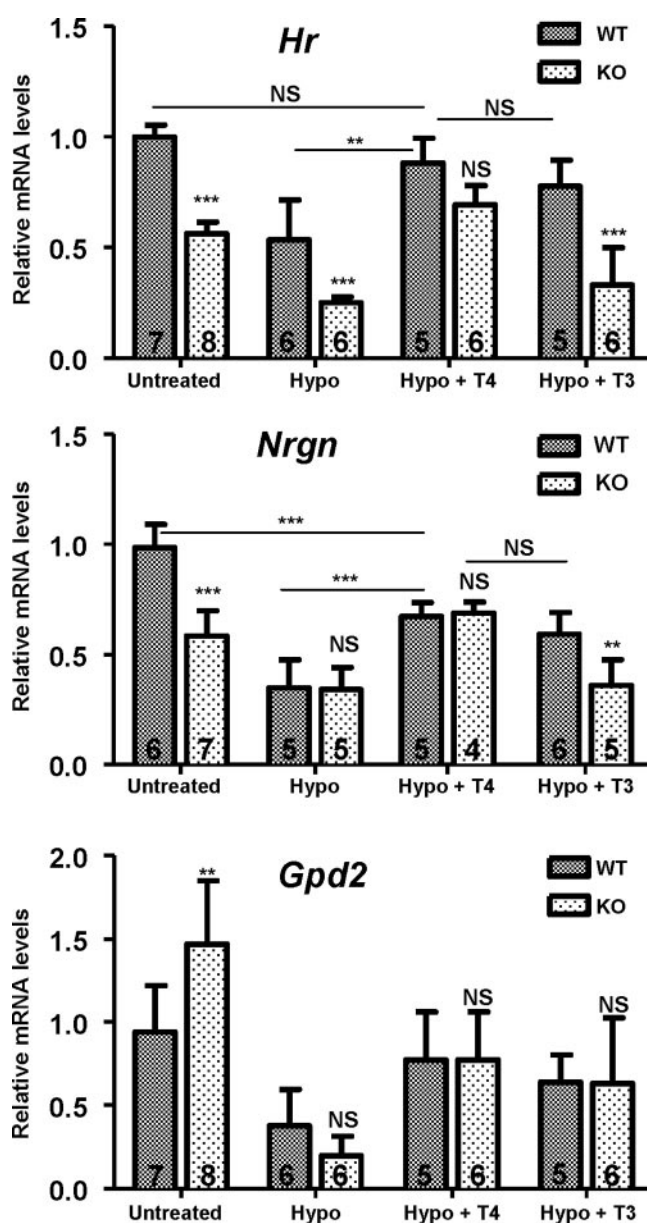 Hr
WT
KO
Relative mRNA levels
1.5
1.0
0.5
0.0
NS
NS
**
NS
***
***
***
7
8
6
6
5
6
5
6
Untreated
Hypo
Hypo + T4
Hypo + T3
Nrgn
WT
KO
Relative mRNA levels
1.5
1.0
0.5
0.0
***
NS
***
***
NS
NS
**
6
7
5
5
5
4
6
5
Untreated
Hypo
Hypo + T4
Hypo + T3
Gpd2
WT
KO
Relative mRNA levels
2.0
1.5
1.0
0.5
0.0
**
NS
NS
NS
7
8
6
6
5
6
5
6
Untreated
Hypo
Hypo + T4
Hypo + T3